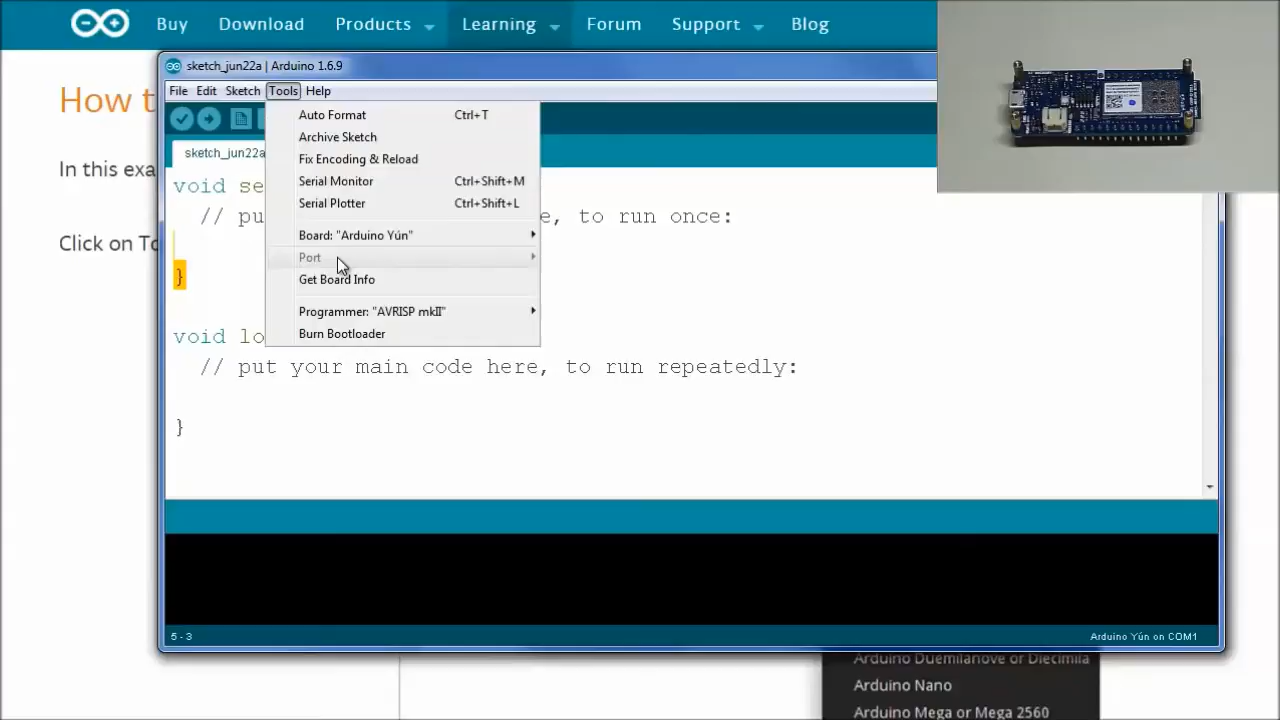 Buy Download Products Learning Forum Support Blog
sketch_jun22a | Arduino 1.6.9
File Edit Sketch Tools Help
How t
Auto Format Ctrl+T
Archive Sketch
sketch_jun22a
Fix Encoding & Reload
In this exa
Serial Monitor Ctrl+Shift+M
void se
Serial Plotter Ctrl+Shift+L
// pu e, to run once:
Board: "Arduino Yún"
Click on To
Port
}
Get Board Info
Programmer: "AVRISP mkII"
Burn Bootloader
void lo
// put your main code here, to run repeatedly:
}
5 - 3 Arduino Yún on COM1
Arduino Duemilanove or Diecimila
Arduino Nano
Arduino Mega or Mega 2560